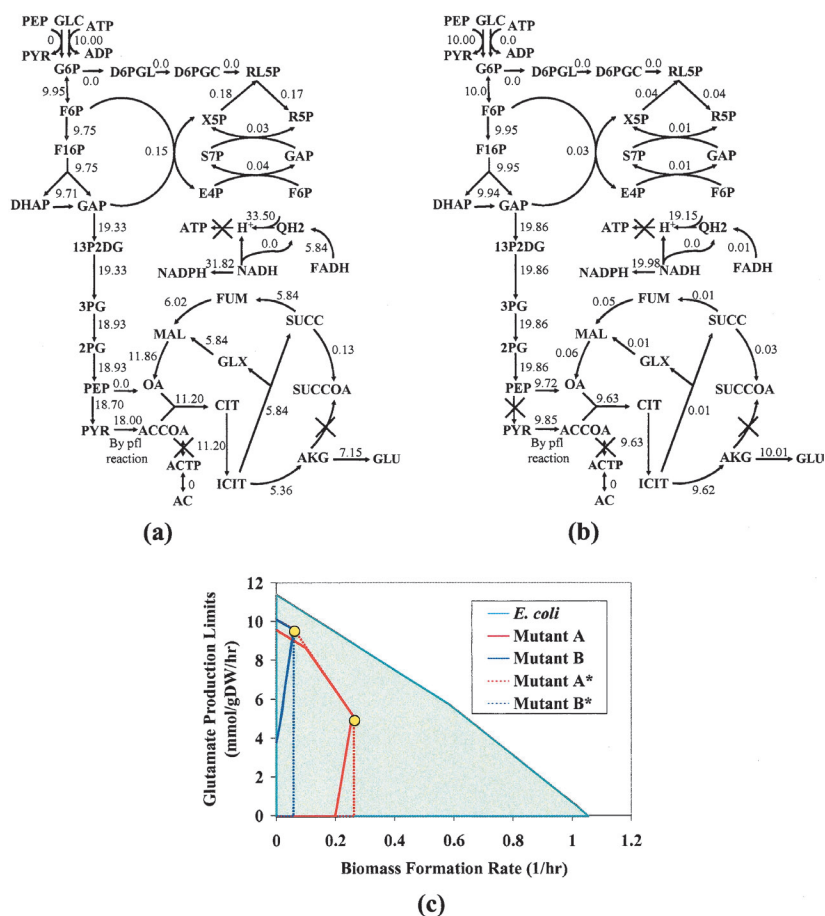 PEP GLC ATP
0 10.00
PYR ADP
G6P 0.0 D6PGL 0.0 D6PGC 0.0 RL5P
9.95
0.18 0.17
F6P X5P R5P
9.75 0.03
F16P 0.15 S7P GAP
9.75 0.04
9.71
DHAP GAP E4P F6P
19.33 33.50
ATP H+ QH2
13P2DG 0.0 5.84
19.33 31.82
NADPH NADH FADH
3PG 6.02 FUM 5.84
18.93 SUCC
MAL 5.84
2PG 0.13
18.93 11.86 GLX
PEP 0.0 OA SUCCOA
11.20 5.84
18.70 CIT
18.00
PYR ACCOA
By pfl reaction
11.20
AKG 7.15 GLU
ACTP
0
AC ICIT 5.36
(a)
PEP GLC ATP
10.00 0.0
PYR ADP
G6P 0.0 D6PGL 0.0 D6PGC 0.0 RL5P
10.0
0.04 0.04
F6P X5P R5P
9.95 0.01
F16P 0.03 S7P GAP
9.95 0.01
9.94
DHAP GAP E4P F6P
19.86 19.15
ATP H+ QH2
13P2DG 0.0 0.01
19.86 19.98
NADPH NADH FADH
3PG 0.05 FUM 0.01
19.86 SUCC
MAL 0.01
2PG 0.03
19.86 0.06 GLX
PEP 9.72 OA SUCCOA
9.63 0.01
CIT
9.85
PYR ACCOA
By pfl reaction
9.63
AKG 10.01 GLU
ACTP
0
AC ICIT 9.62
(b)
Glutamate Production Limits
(mmol/gDW/hr)
12
10
8
6
4
2
0
0 0.2 0.4 0.6 0.8 1 1.2
Biomass Formation Rate (1/hr)
E. coli
Mutant A
Mutant B
Mutant A*
Mutant B*
(c)